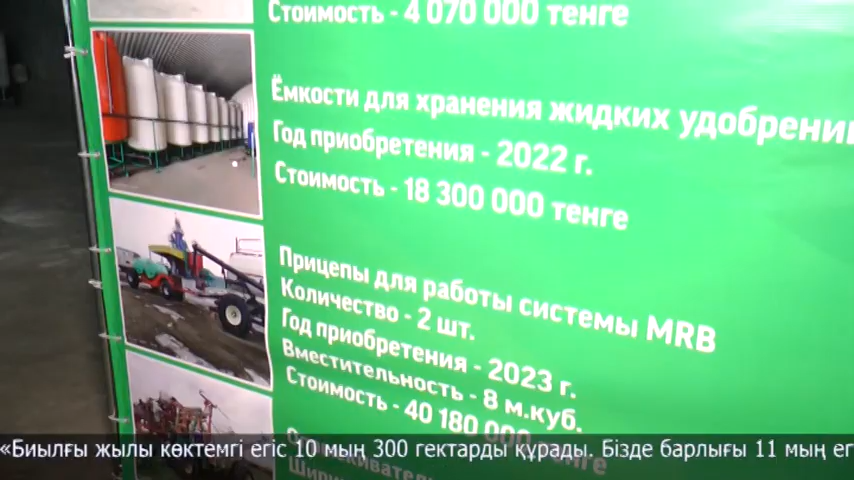 Стоимость - 4 070 000 тенге
Ёмкости для хранения жидких удобрени
Год приобретения - 2022 г.
Стоимость - 18 300 000 тенге
Прицепы для работы системы MRB
Количество - 2 шт.
Год приобретения - 2023 г.
Вместительность - 8 м.куб.
Стоимость - 40 180 000 тенге
«Биылғы жылы көктемгі егіс 10 мың 300 гектарды құрады. Бізде барлығы 11 мың ег